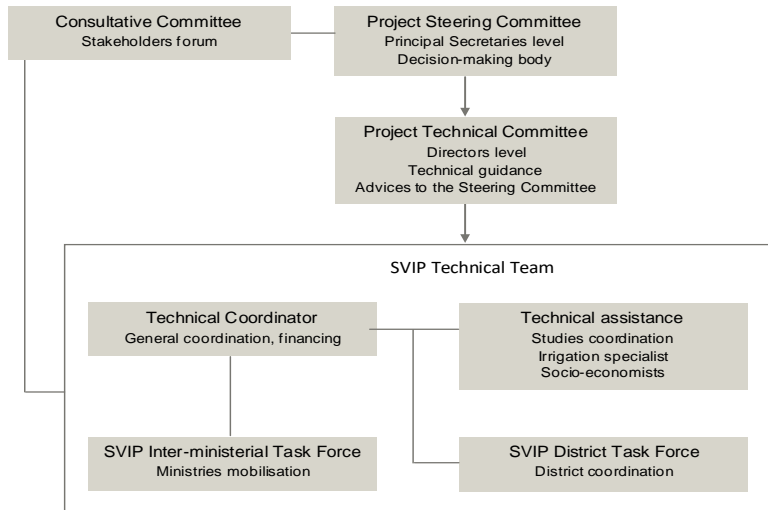 Consultative Committee
Stakeholders forum
Project Steering Committee
Principal Secretaries level
Decision-making body
Project Technical Committee
Directors level
Technical guidance
Advices to the Steering Committee
SVIP Technical Team
Technical Coordinator
General coordination, financing
Technical assistance
Studies coordination
Irrigation specialist
Socio-economists
SVIP Inter-ministerial Task Force
Ministries mobilisation
SVIP District Task Force
District coordination